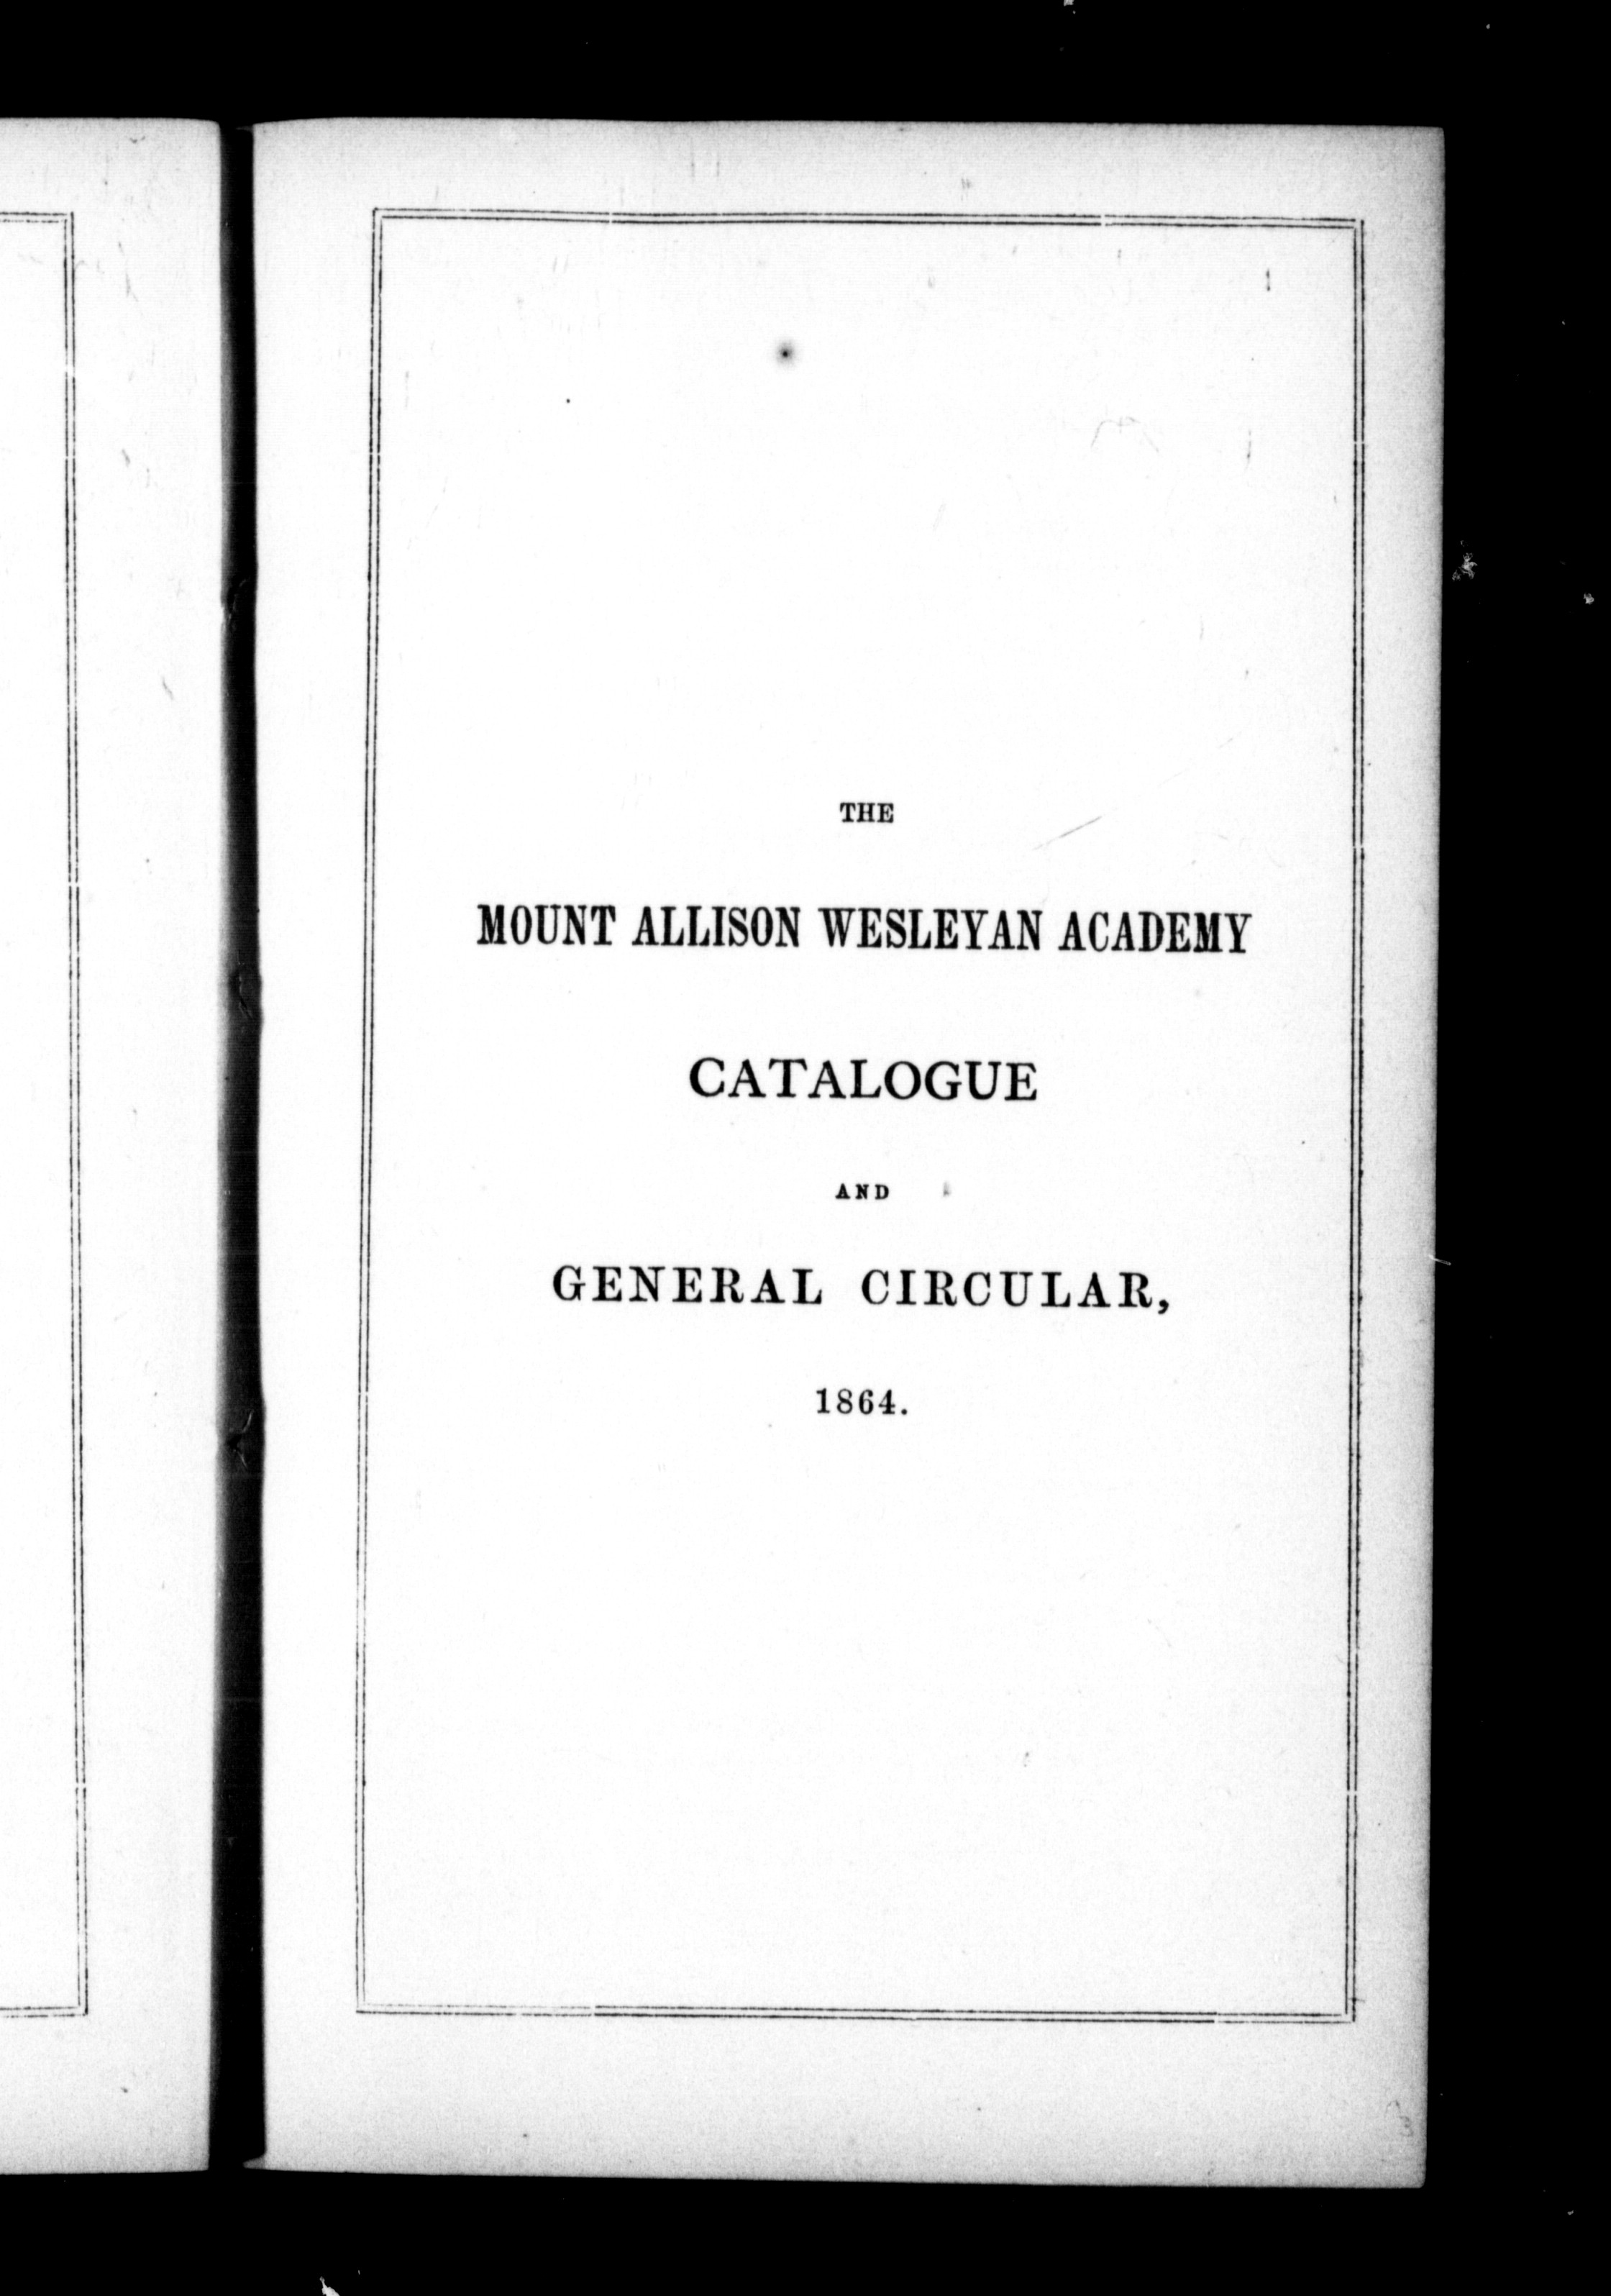 THE
MOUNT ALLISON WESLEYAN ACADEMY
CATALOGUE
AND
GENERAL CIRCULAR,
1864.